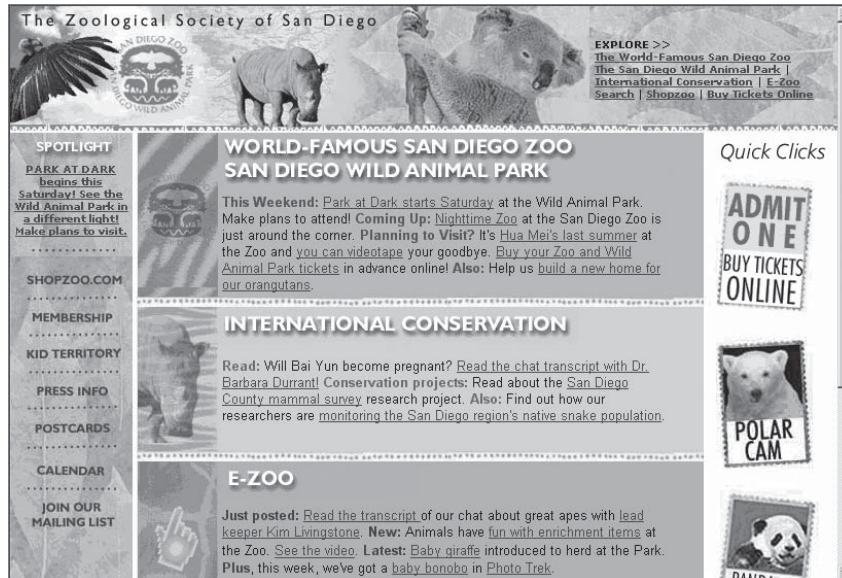 The Zoological Society of San Diego
SAN DIEGO ZOO
SAN DIEGO WILD ANIMAL PARK
EXPLORE >>
The World-Famous San Diego Zoo
The San Diego Wild Animal Park |
International Conservation | E-Zoo
Search | Shopzoo | Buy Tickets Online
SPOTLIGHT
PARK AT DARK
begins this
Saturday! See the
Wild Animal Park in
a different light!
Make plans to visit.
SHOPZOO.COM
MEMBERSHIP
KID TERRITORY
PRESS INFO
POSTCARDS
CALENDAR
JOIN OUR
MAILING LIST
WORLD-FAMOUS SAN DIEGO ZOO
SAN DIEGO WILD ANIMAL PARK
This Weekend: Park at Dark starts Saturday at the Wild Animal Park.
Make plans to attend! Coming Up: Nighttime Zoo at the San Diego Zoo is
just around the corner. Planning to Visit? It's Hua Mei's last summer at
the Zoo and you can videotape your goodbye. Buy your Zoo and Wild
Animal Park tickets in advance online! Also: Help us build a new home for
our orangutans.
INTERNATIONAL CONSERVATION
Read: Will Bai Yun become pregnant? Read the chat transcript with Dr.
Barbara Durrant! Conservation projects: Read about the San Diego
County mammal survey research project. Also: Find out how our
researchers are monitoring the San Diego region's native snake population.
E-ZOO
Just posted: Read the transcript of our chat about great apes with lead
keeper Kim Livingstone. New: Animals have fun with enrichment items at
the Zoo. See the video. Latest: Baby giraffe introduced to herd at the Park.
Plus, this week, we've got a baby bonobo in Photo Trek.
Quick Clicks
ADMIT
ONE
BUY TICKETS
ONLINE
POLAR
CAM